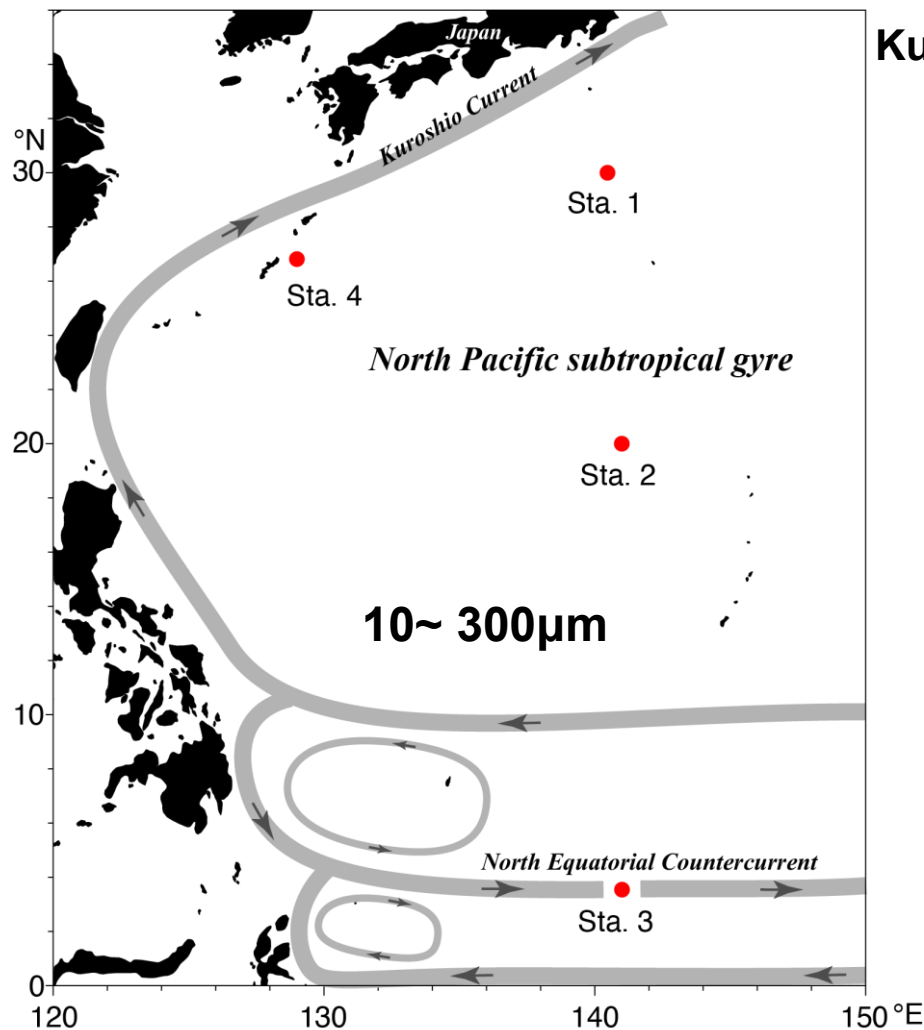 Japan
Ku
Kuroshio Current
°N
30
Sta. 1
Sta. 4
North Pacific subtropical gyre
20
Sta. 2
10~ 300μm
10
North Equatorial Countercurrent
Sta. 3
0
120
130
140
150 °E